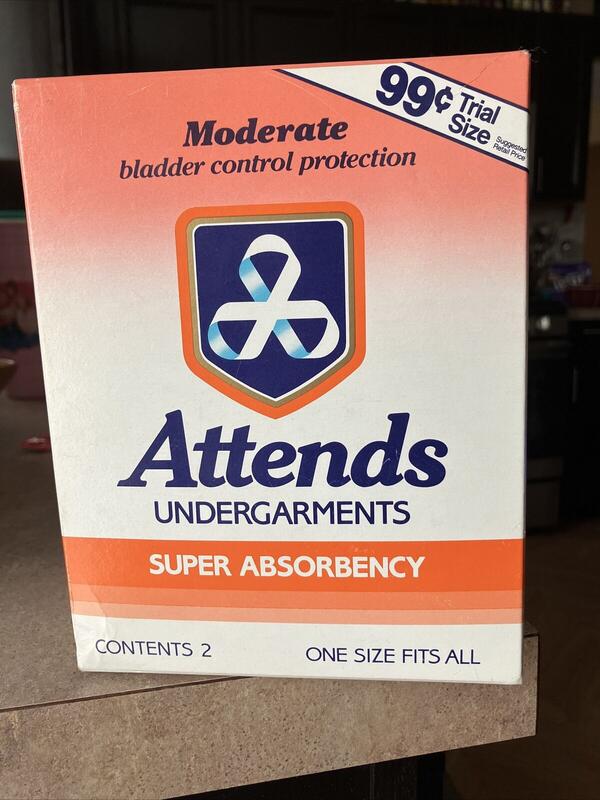 99¢ Trial
Size
Suggested
Retail Price
Moderate
bladder control protection
Attends
UNDERGARMENTS
SUPER ABSORBENCY
CONTENTS 2
ONE SIZE FITS ALL